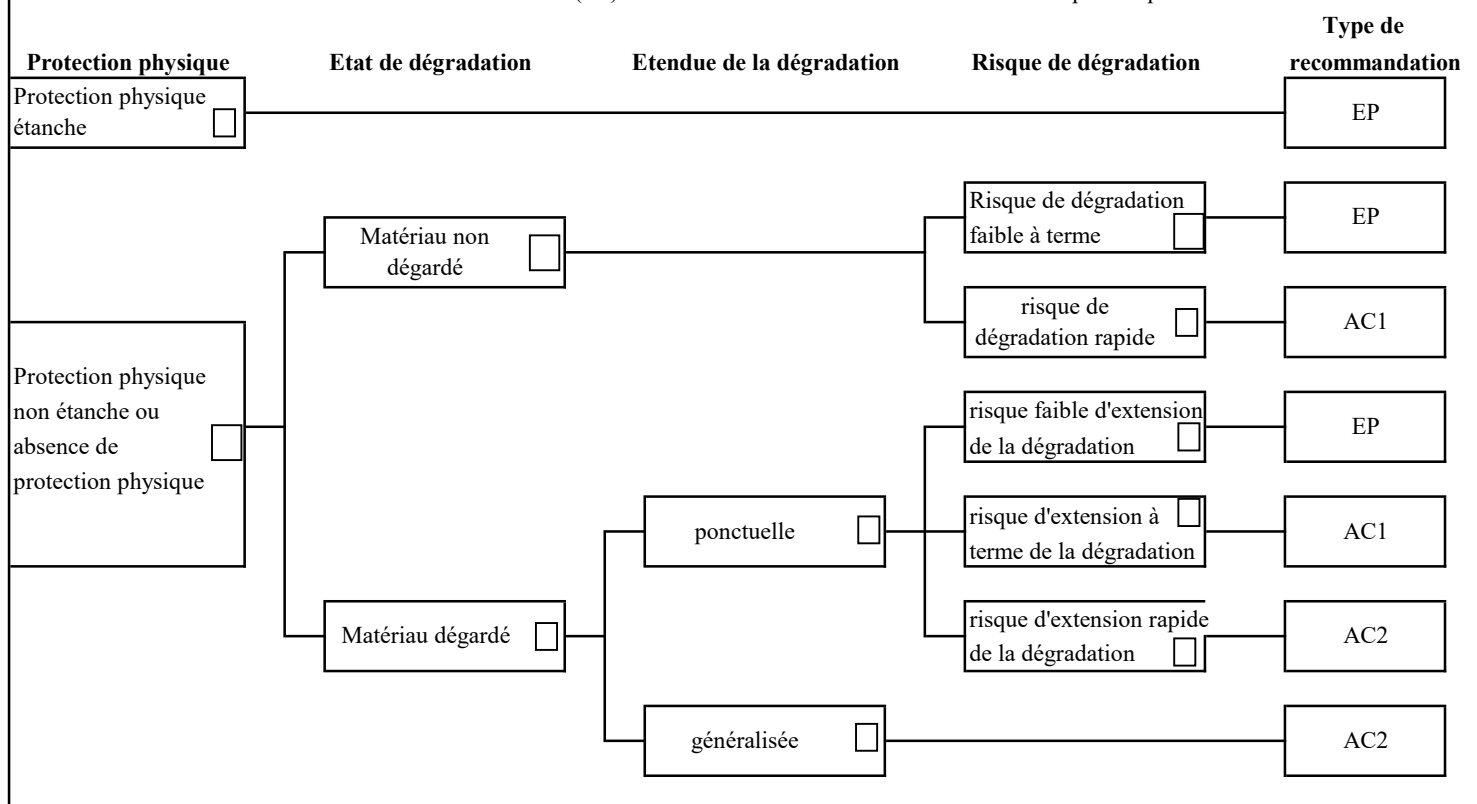 Type de
Protection physique Etat de dégradation Etendue de la dégradation Risque de dégradation recommandation
Protection physique
étanche
EP
Risque de dégradation
faible à terme
EP
Matériau non
dégardé
risque de
dégradation rapide
AC1
Protection physique
non étanche ou
absence de
protection physique
risque faible d'extension
de la dégradation
EP
ponctuelle
risque d'extension à
terme de la dégradation
AC1
Matériau dégardé
risque d'extension rapide
de la dégradation
AC2
généralisée
AC2